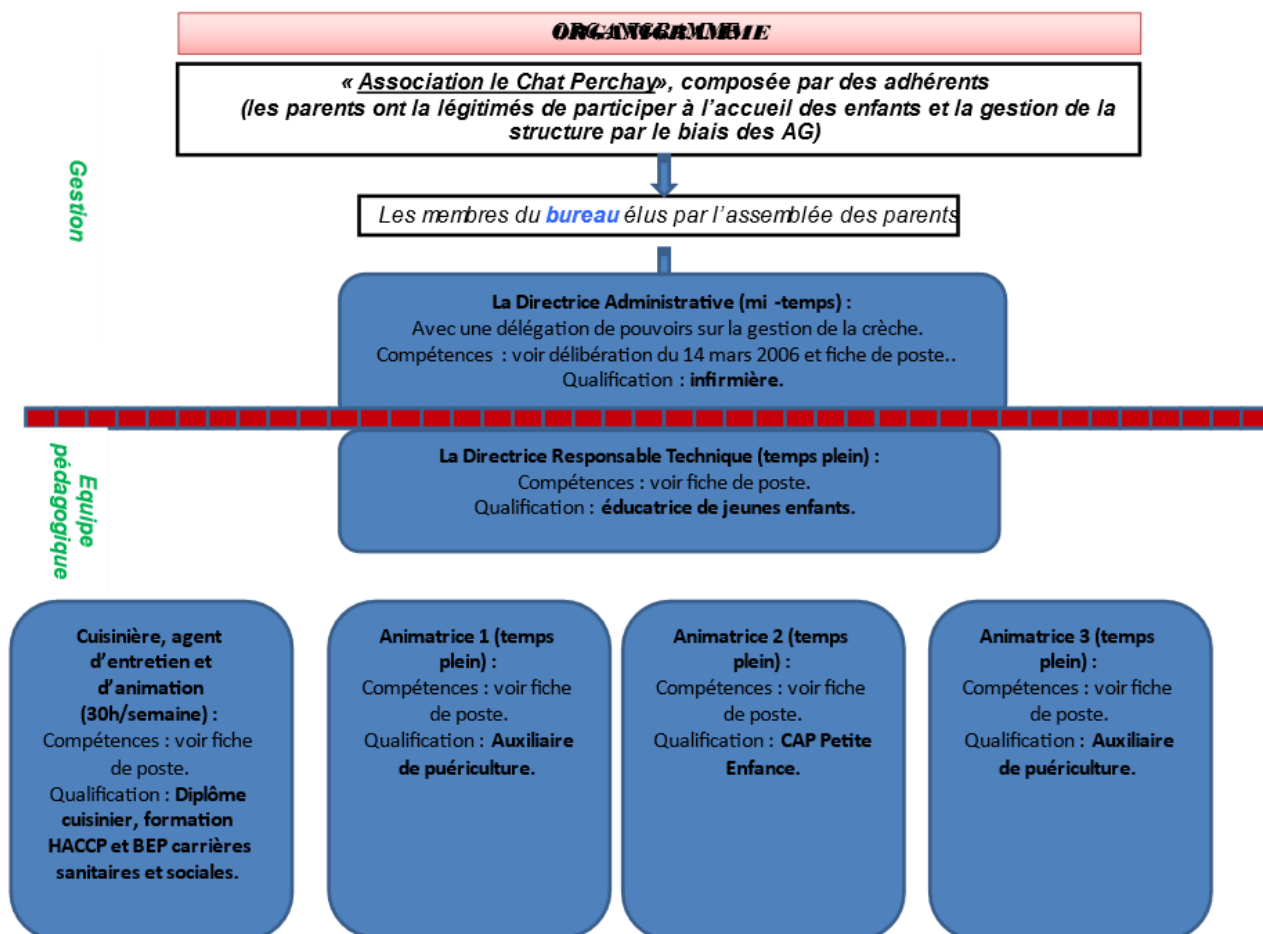 ORGANIGRAMME
« Association le Chat Perchay», composée par des adhérents
(les parents ont la légitimés de participer à l'accueil des enfants et la gestion de la
structure par le biais des AG)
Gestion
Les membres du bureau élus par l'assemblée des parents
La Directrice Administrative (mi -temps) :
Avec une délégation de pouvoirs sur la gestion de la crèche.
Compétences : voir délibération du 14 mars 2006 et fiche de poste..
Qualification : infirmière.
Equipe
pédagogique
La Directrice Responsable Technique (temps plein) :
Compétences : voir fiche de poste.
Qualification : éducatrice de jeunes enfants.
Cuisinière, agent
d'entretien et
d'animation
(30h/semaine) :
Compétences : voir fiche
de poste.
Qualification : Diplôme
cuisinier, formation
HACCP et BEP carrières
sanitaires et sociales.
Animatrice 1 (temps
plein) :
Compétences : voir fiche
de poste.
Qualification : Auxiliaire
de puériculture.
Animatrice 2 (temps
plein) :
Compétences : voir fiche
de poste.
Qualification : CAP Petite
Enfance.
Animatrice 3 (temps
plein) :
Compétences : voir fiche
de poste.
Qualification : Auxiliaire
de puériculture.